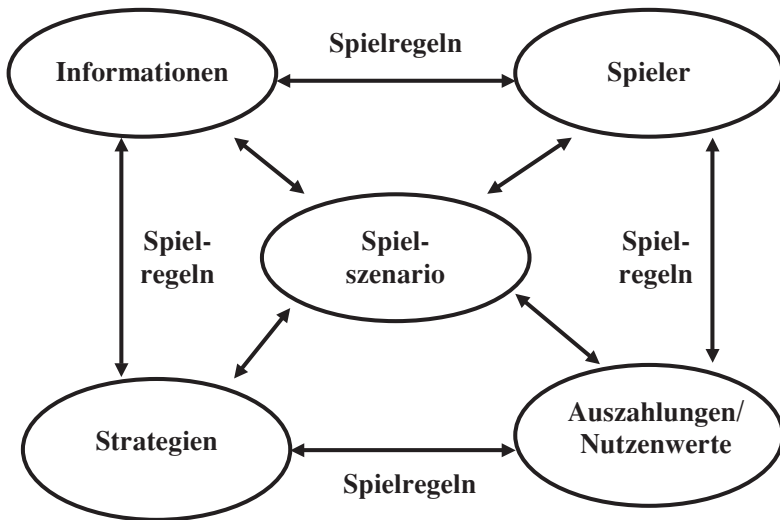 Spielregeln
Informationen
Spieler
Spiel-
regeln
Spiel-
szenario
Spiel-
regeln
Strategien
Auszahlungen/
Nutzenwerte
Spielregeln